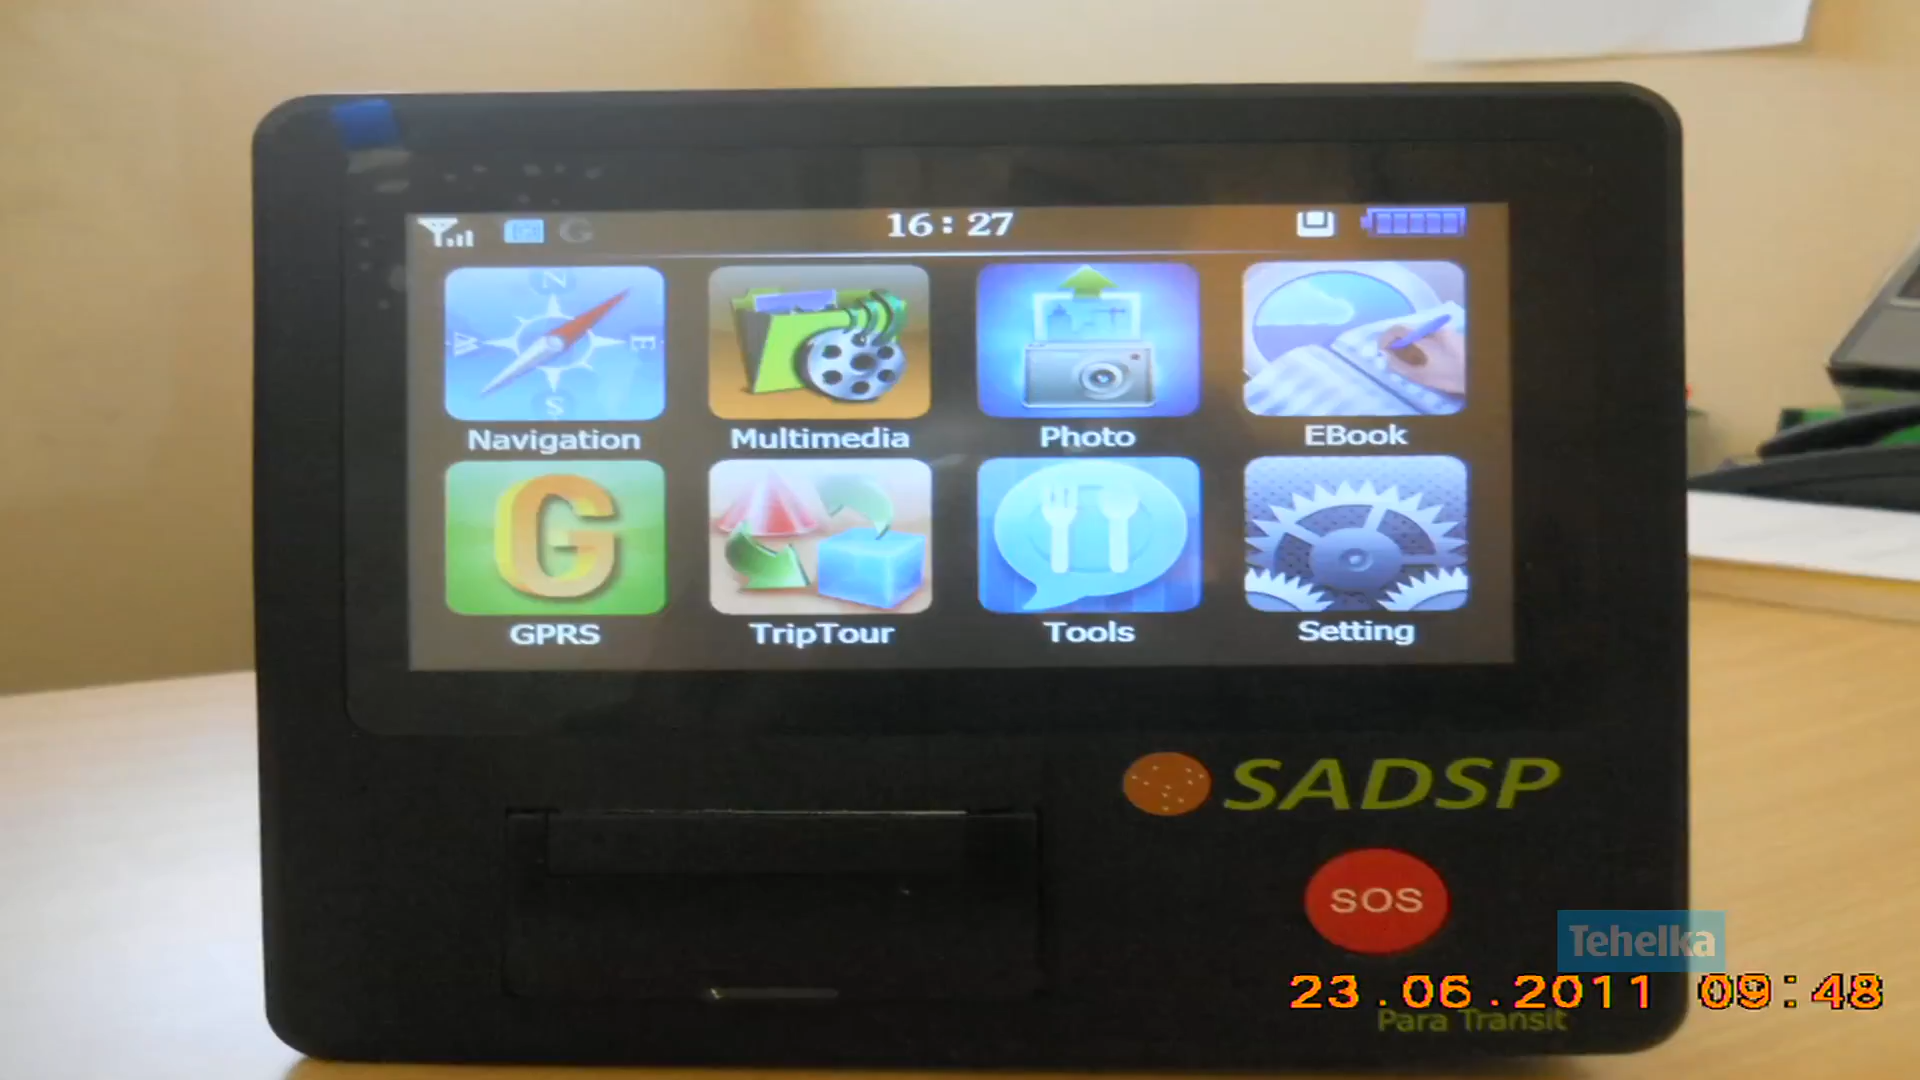 16:27
N
W E
S
Navigation Multimedia Photo EBook
G
GPRS TripTour Tools Setting
SADSP
SOS
Tehelka
23.06.2011 09:48
Para Transit